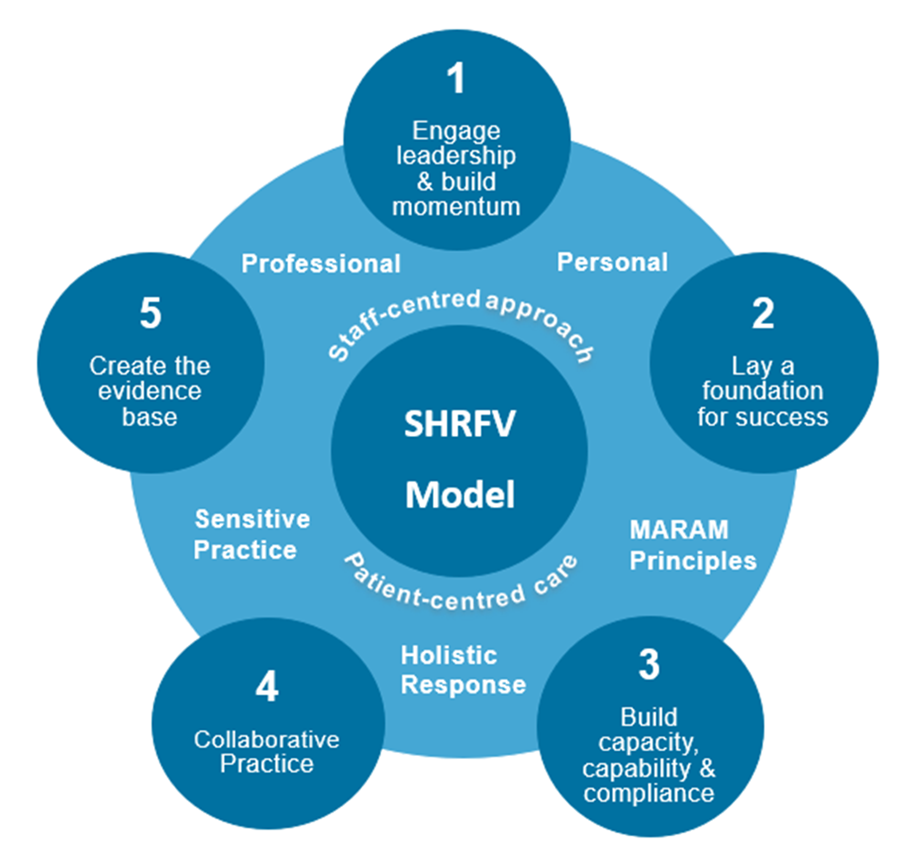 1
Engage
leadership
& build
momentum
Professional
Personal
Staff-centred approach
5
Create the
evidence
base
2
Lay a
foundation
for success
SHRFV
Model
Sensitive
Practice
MARAM
Principles
Patient-centred care
Holistic
Response
4
Collaborative
Practice
3
Build
capacity,
capability &
compliance